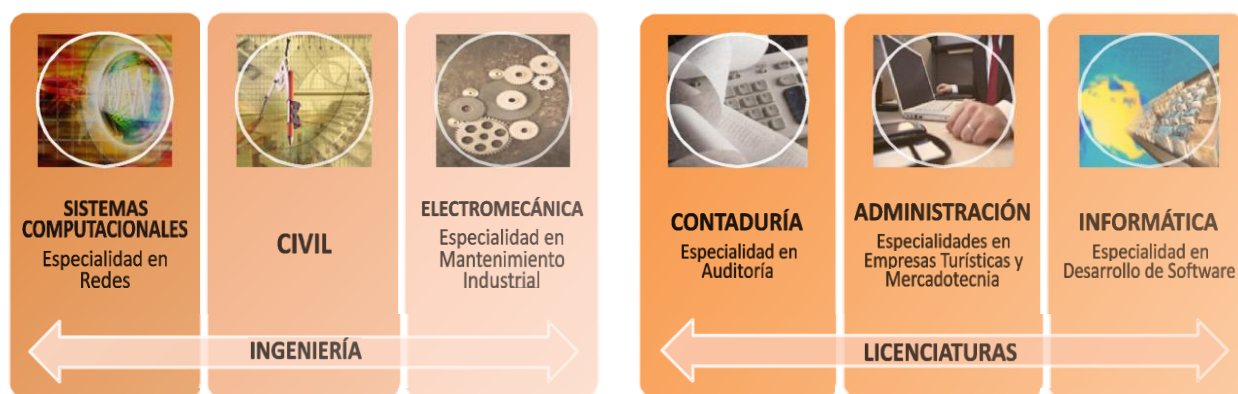 SISTEMAS
COMPUTACIONALES
Especialidad en
Redes
CIVIL
ELECTROMECÁNICA
Especialidad en
Mantenimiento
Industrial
INGENIERÍA
CONTADURÍA
Especialidad en
Auditoría
ADMINISTRACIÓN
Especialidades en
Empresas Turísticas y
Mercadotecnia
INFORMÁTICA
Especialidad en
Desarrollo de Software
LICENCIATURAS